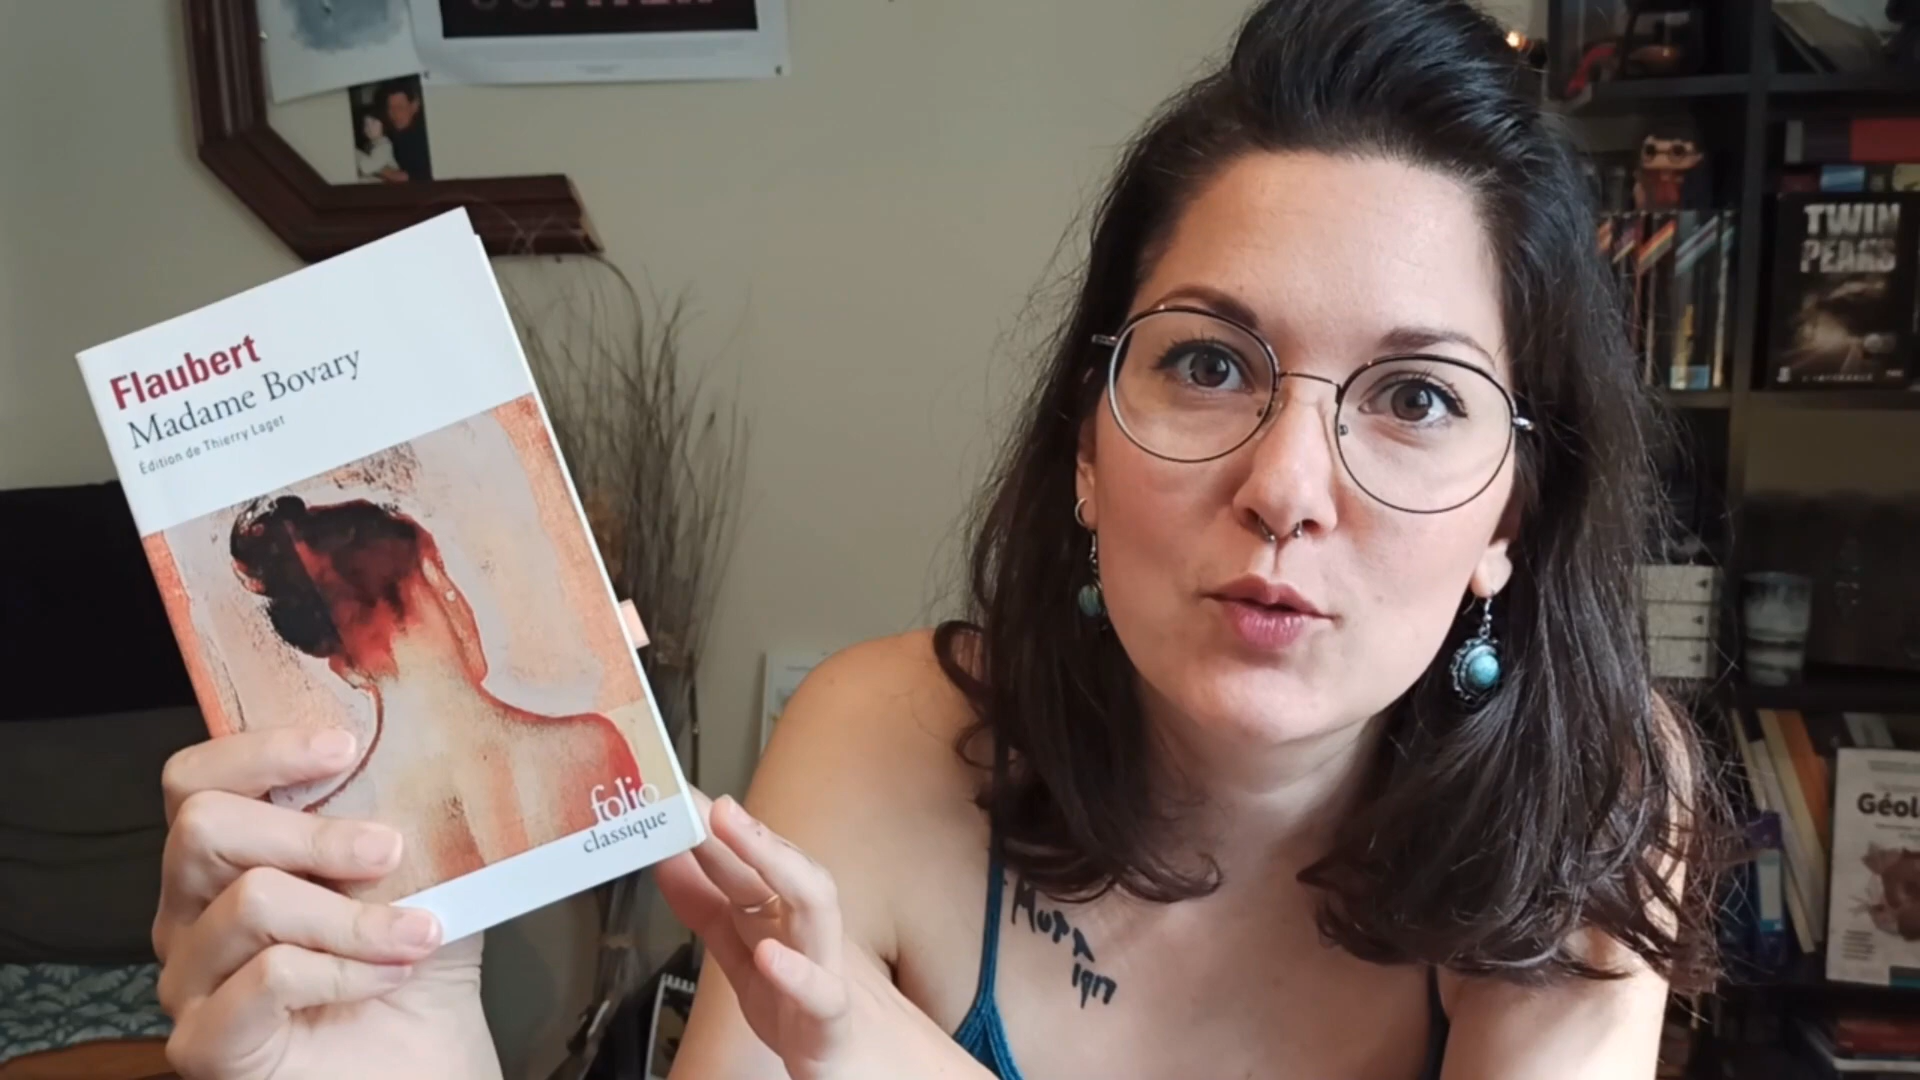 Flaubert
Madame Bovary
Édition de Thierry Laget
folio
classique
TWIN
PEAKS
Géol